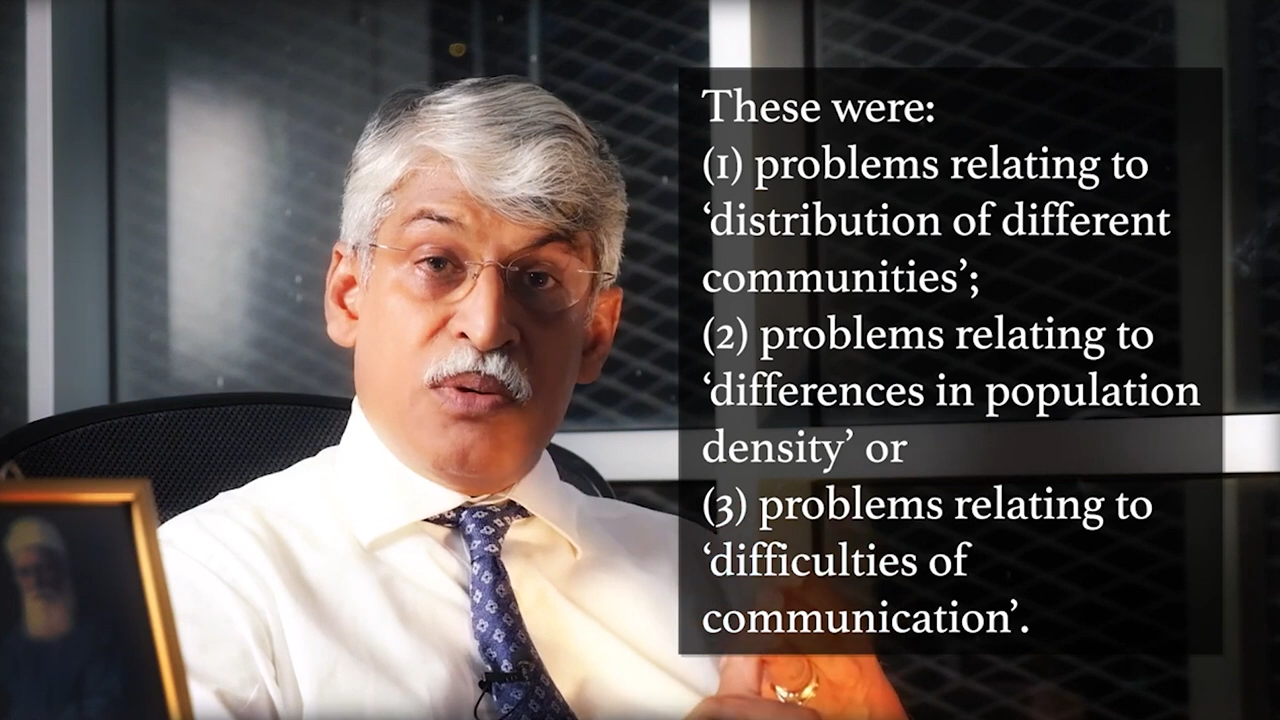 These were:
(1) problems relating to
‘distribution of different
communities’;
(2) problems relating to
‘differences in population
density’ or
(3) problems relating to
‘difficulties of
communication’.